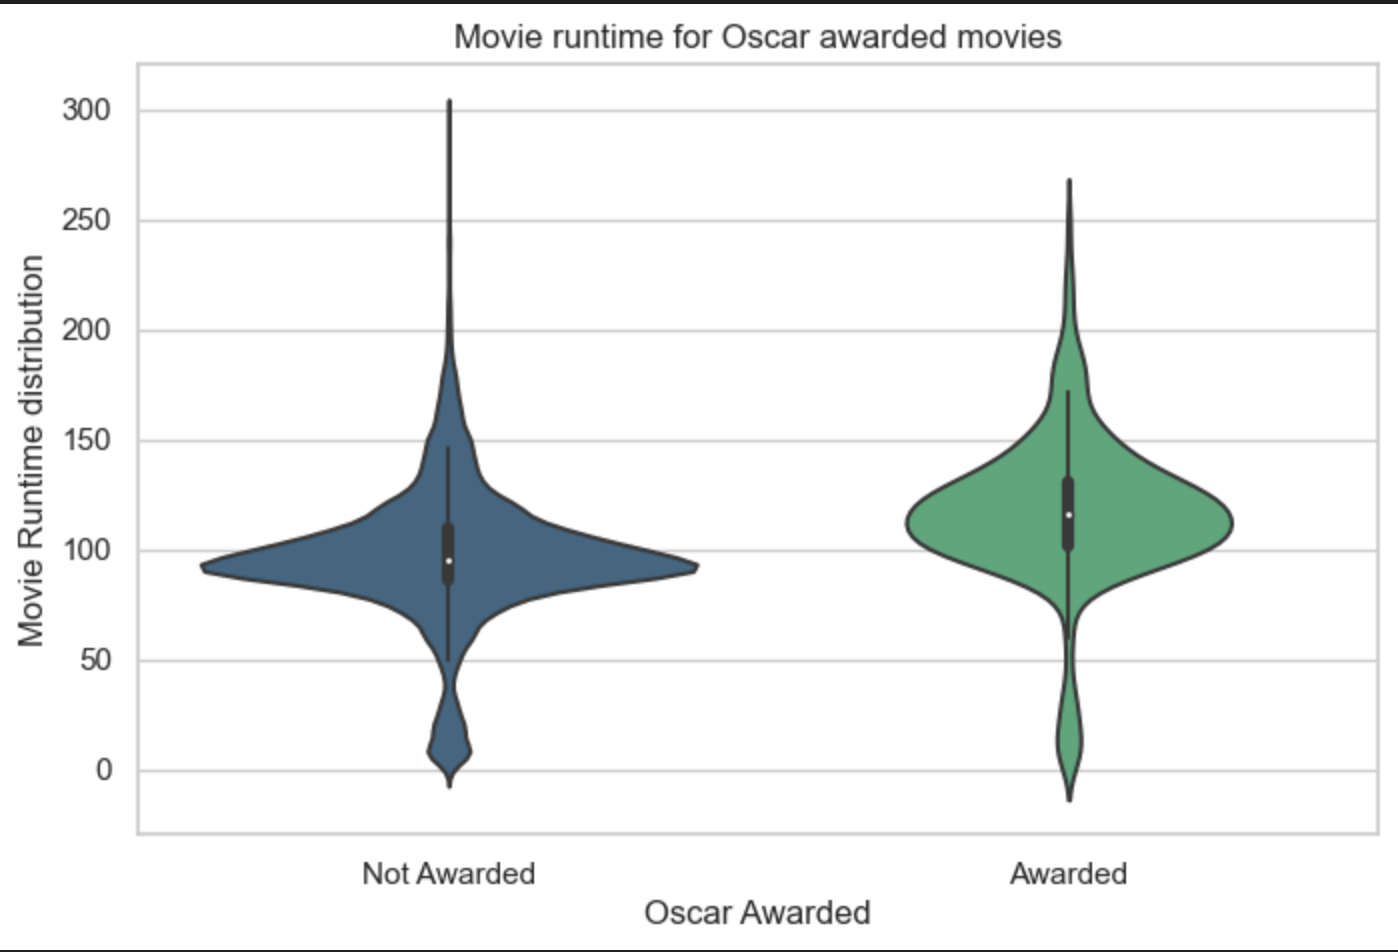 Movie runtime for Oscar awarded movies
Movie Runtime distribution
300
250
200
150
100
50
0
Not Awarded
Awarded
Oscar Awarded